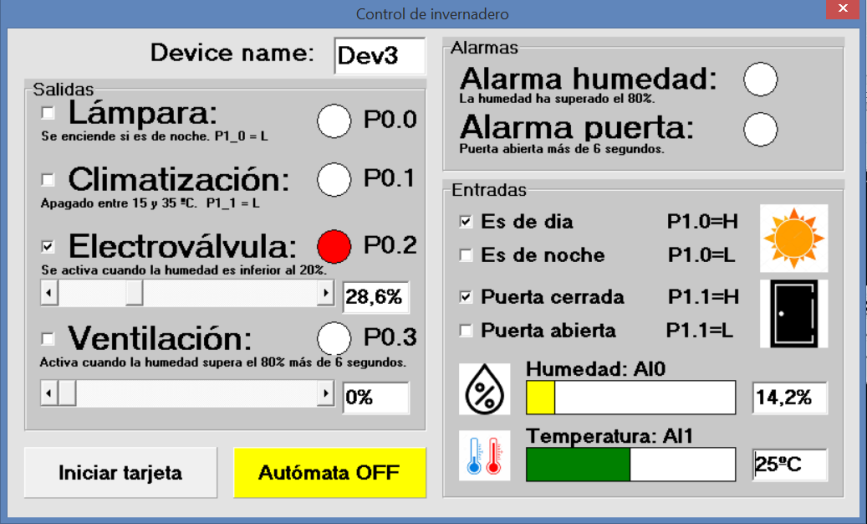 Control de invernadero
Device name: Dev3
Salidas
Lámpara: P0.0
Se enciende si es de noche. P1_0 = L
Climatización: P0.1
Apagado entre 15 y 35 ºC. P1_1 = L
Electroválvula: P0.2
Se activa cuando la humedad es inferior al 20%.
28,6%
Ventilación: P0.3
Activa cuando la humedad supera el 80% más de 6 segundos.
0%
Iniciar tarjeta
Autómata OFF
Alarmas
Alarma humedad:
La humedad ha superado el 80%.
Alarma puerta:
Puerta abierta más de 6 segundos.
Entradas
Es de dia P1.0=H
Es de noche P1.0=L
Puerta cerrada P1.1=H
Puerta abierta P1.1=L
Humedad: AI0
14,2%
Temperatura: AI1
25ºC